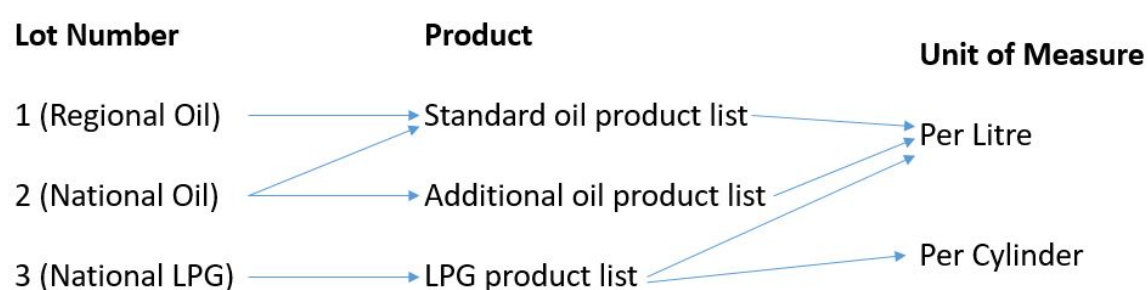 Lot Number
Product
Unit of Measure
1 (Regional Oil)
Standard oil product list
Per Litre
2 (National Oil)
Additional oil product list
Per Cylinder
3 (National LPG)
LPG product list